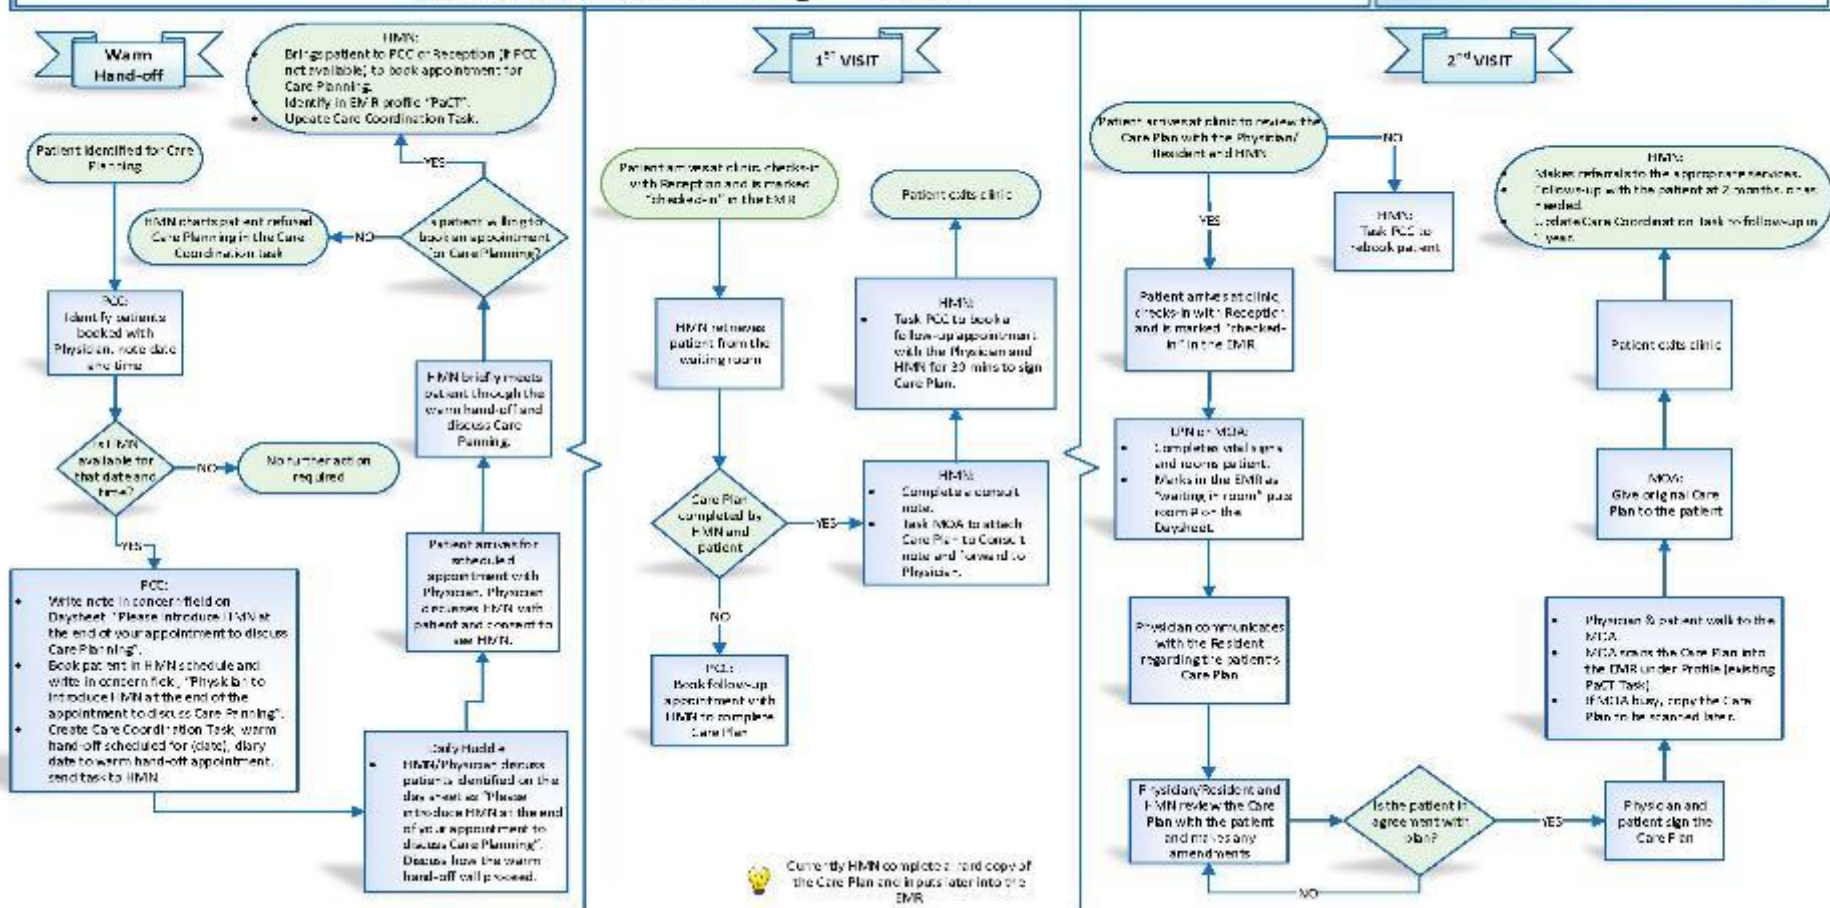 Warm
Hand-off
HMN:
Brings patient to PCC or Reception (if PCC
not available) to book appointment for
Care Planning.
Identify in EMR profile "PaCT".
Update Care Coordination Task.
Patient identified for Care
Planning
YES
HMN charts patient refused
Care Planning in the Care
Coordination task
NO
Is patient willing to
book an appointment
for Care Planning?
PCC:
Identify patients
booked with
Physician, note date
and time
HMN briefly meets
patient through the
warm hand-off and
discuss Care
Planning.
Is HMN
available for
that date and
time?
NO
No further action
required
YES
Patient arrives for
scheduled
appointment with
Physician. Physician
discusses HMN with
patient and consent to
see HMN.
PCC:
Write note in concern field on
Daysheet, "Please introduce HMN at
the end of your appointment to discuss
Care Planning".
Book patient in HMN schedule and
write in concern field, "Physician to
introduce HMN at the end of the
appointment to discuss Care Planning".
Create Care Coordination Task, warm
hand-off scheduled for (date), diary
date to warm hand-off appointment,
send task to HMN
Daily Huddle
HMN/Physician discuss
patients identified on the
day sheet as "Please
introduce HMN at the end
of your appointment to
discuss Care Planning".
Discuss how the warm
hand-off will proceed.
1ST VISIT
Patient arrives at clinic, checks-in
with Reception and is marked
"checked-in" in the EMR
Patient exits clinic
HMN retrieves
patient from the
waiting room
HMN:
Task PCC to book a
follow-up appointment
with the Physician and
HMN for 30 mins to sign
Care Plan.
Care Plan
completed by
HMN and
patient
YES
HMN:
Complete a consult
note.
Task MOA to attach
Care Plan to Consult
note and forward to
Physician.
NO
PCC:
Book follow-up
appointment with
HMN to complete
Care Plan
Currently HMN complete a hard copy of
the Care Plan and inputs later into the
EMR
2nd VISIT
Patient arrives at clinic to review the
Care Plan with the Physician/
Resident and HMN
NO
HMN:
Task PCC to
rebook patient
YES
Patient arrives at clinic,
checks-in with Reception
and is marked "checked-
in" in the EMR
LPN or MOA:
Completes vital signs
and rooms patient.
Marks in the EMR as
"waiting in room" puts
room # on the
Daysheet.
Physician communicates
with the Resident
regarding the patient's
Care Plan
Physician/Resident and
HMN review the Care
Plan with the patient
and makes any
amendments
Is the patient in
agreement with
plan?
YES
NO
Physician and
patient sign the
Care Plan
Physician & patient walk to the
MOA.
MOA scans the Care Plan into
the EMR under Profile (existing
PaCT Task)
If MOA busy, copy the Care
Plan to be scanned later.
MOA:
Give original Care
Plan to the patient
Patient exits clinic
HMN:
Makes referrals to the appropriate services.
Follows-up with the patient at 2 months, or as
needed.
Update Care Coordination Task to follow-up in
1 year.